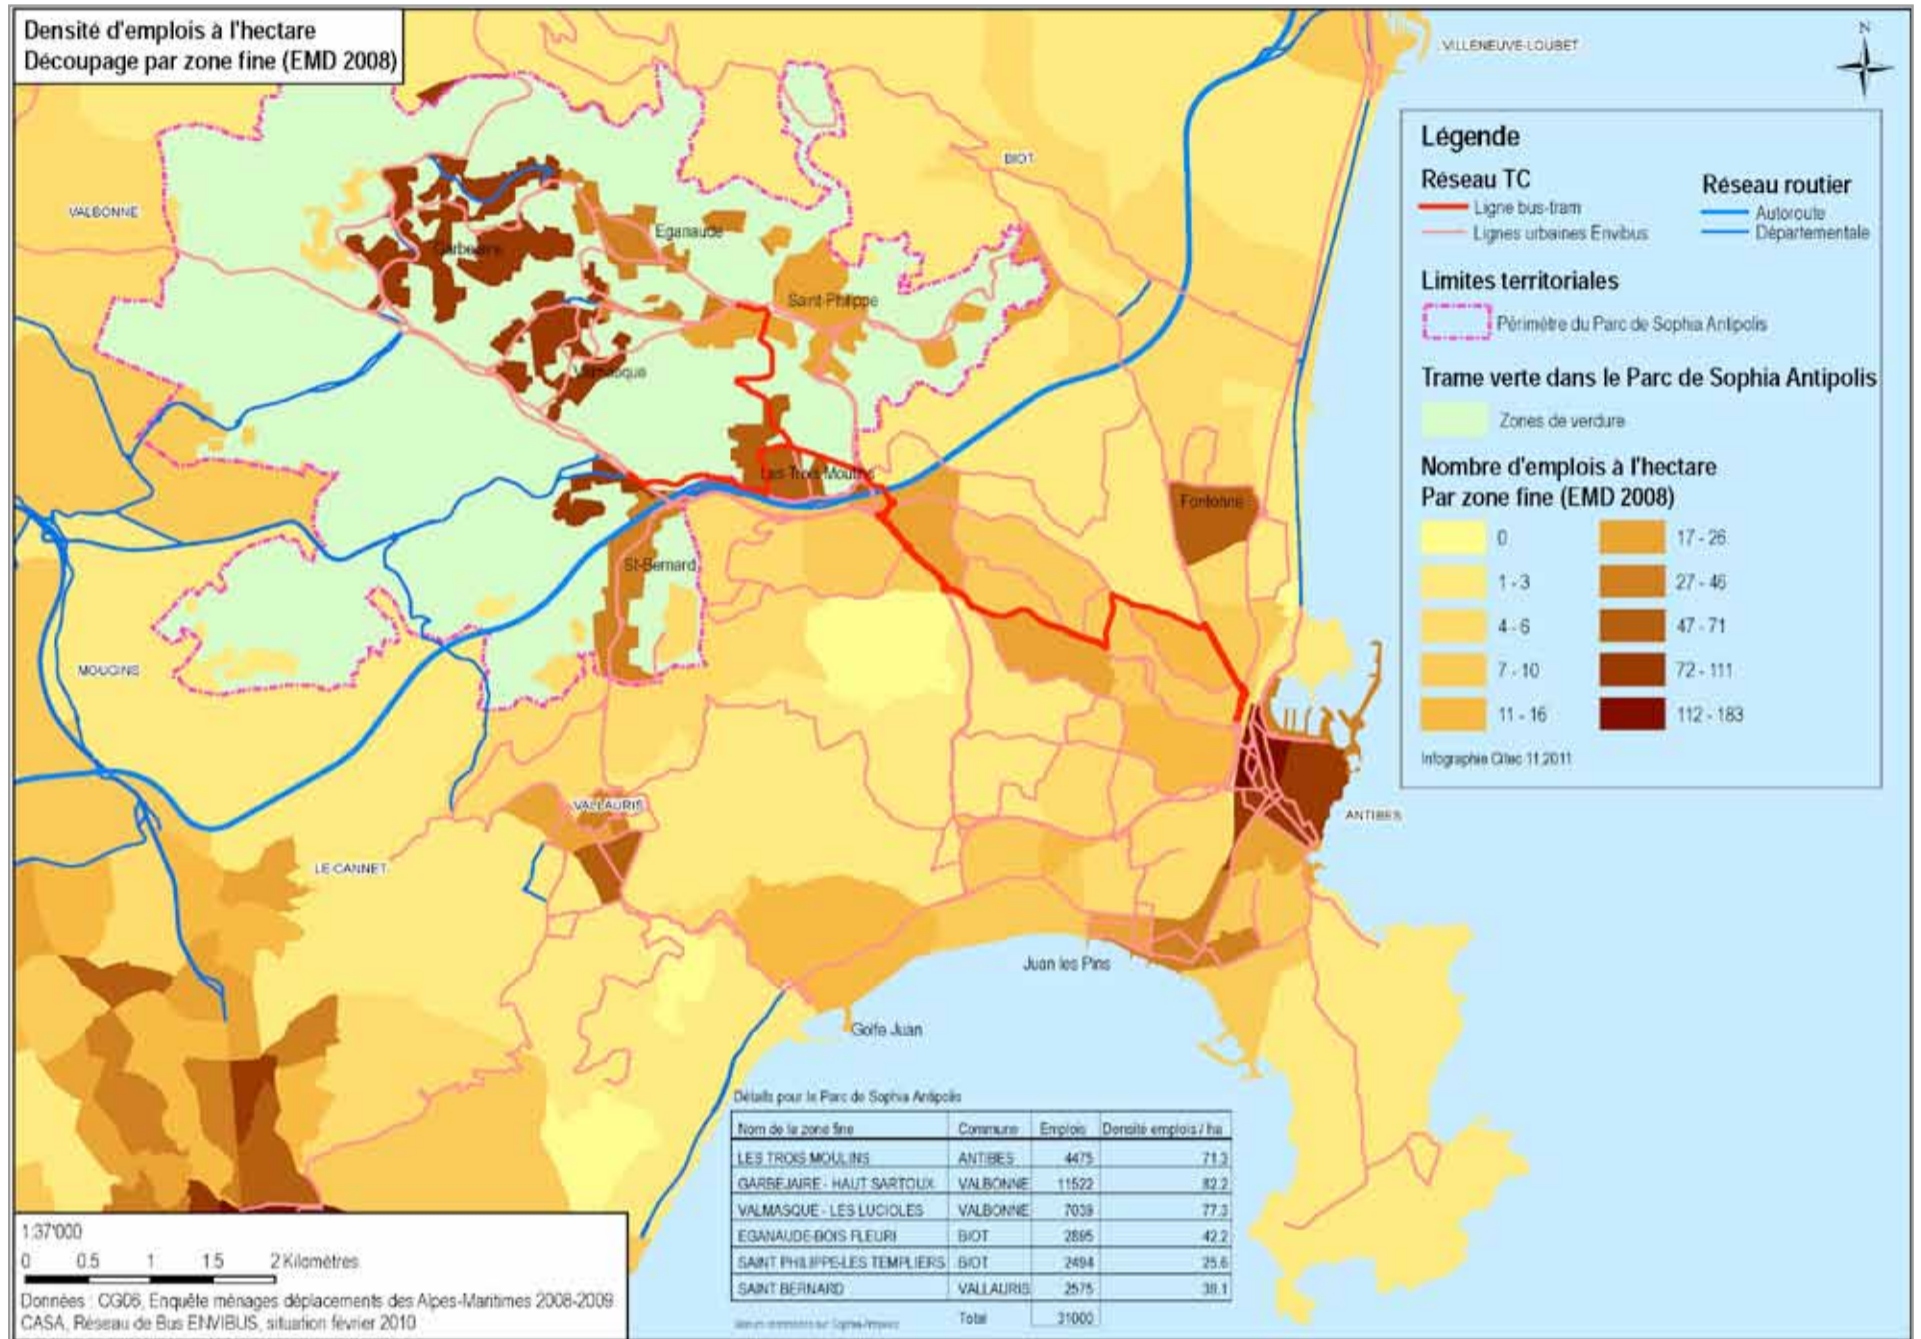 Densité d'emplois à l'hectare
Découpage par zone fine (EMD 2008)
N
VILLENEUVE-LOUBET
BIOT
VALBONNE
Garbejaire
Eganaude
Saint-Philippe
Valmasque
Les Trois Moulins
Fontonne
St-Bernard
MOUGINS
VALLAURIS
ANTIBES
LE CANNET
Juan les Pins
Golfe Juan
Légende
Réseau TC
Ligne bus-tram
Lignes urbaines Envibus
Réseau routier
Autoroute
Départementale
Limites territoriales
Périmètre du Parc de Sophia Antipolis
Trame verte dans le Parc de Sophia Antipolis
Zones de verdure
Nombre d'emplois à l'hectare
Par zone fine (EMD 2008)
0
1 - 3
4 - 6
7 - 10
11 - 16
17 - 26
27 - 46
47 - 71
72 - 111
112 - 183
Infographie Citec 11.2011
Détails pour le Parc de Sophia Antipolis
Nom de la zone fine Commune Emplois Densité emplois / ha
LES TROIS MOULINS ANTIBES 4475 71.3
GARBEJAIRE - HAUT SARTOUX VALBONNE 11522 82.2
VALMASQUE - LES LUCIOLES VALBONNE 7039 77.3
EGANAUDE-BOIS FLEURI BIOT 2895 42.2
SAINT PHILIPPE-LES TEMPLIERS BIOT 2494 25.6
SAINT BERNARD VALLAURIS 2575 38.1
Total 31000
1:37'000
0 0.5 1 1.5 2 Kilomètres
Données : CG06, Enquête ménages déplacements des Alpes-Maritimes 2008-2009
CASA, Réseau de Bus ENVIBUS, situation février 2010